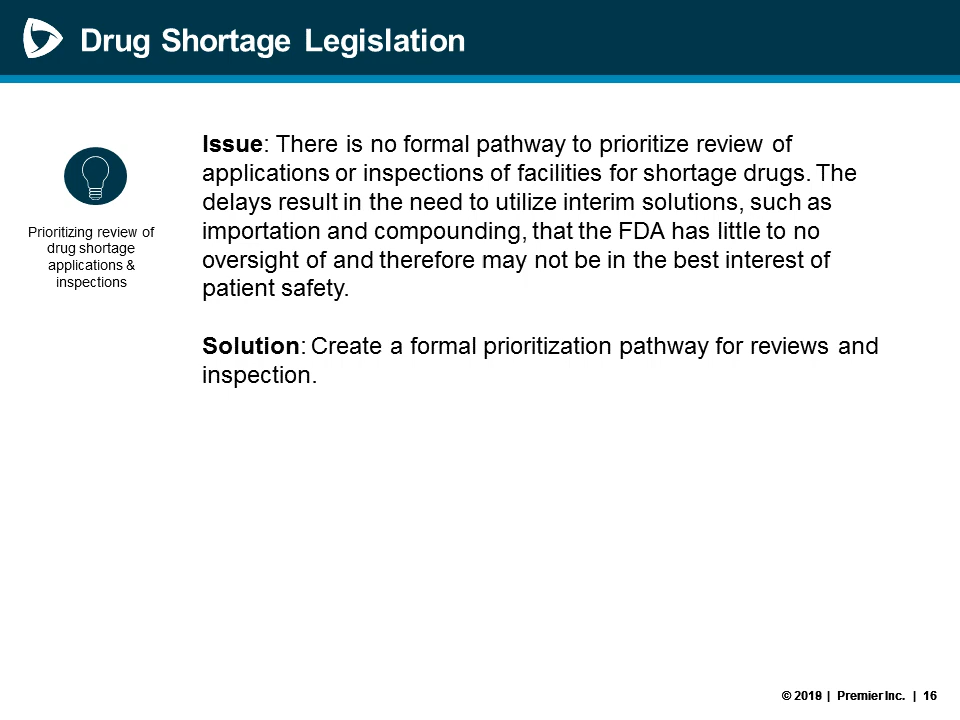 Drug Shortage Legislation
Prioritizing review of
drug shortage
applications &
inspections
Issue: There is no formal pathway to prioritize review of
applications or inspections of facilities for shortage drugs. The
delays result in the need to utilize interim solutions, such as
importation and compounding, that the FDA has little to no
oversight of and therefore may not be in the best interest of
patient safety.
Solution: Create a formal prioritization pathway for reviews and
inspection.
© | Premier Inc. | 16